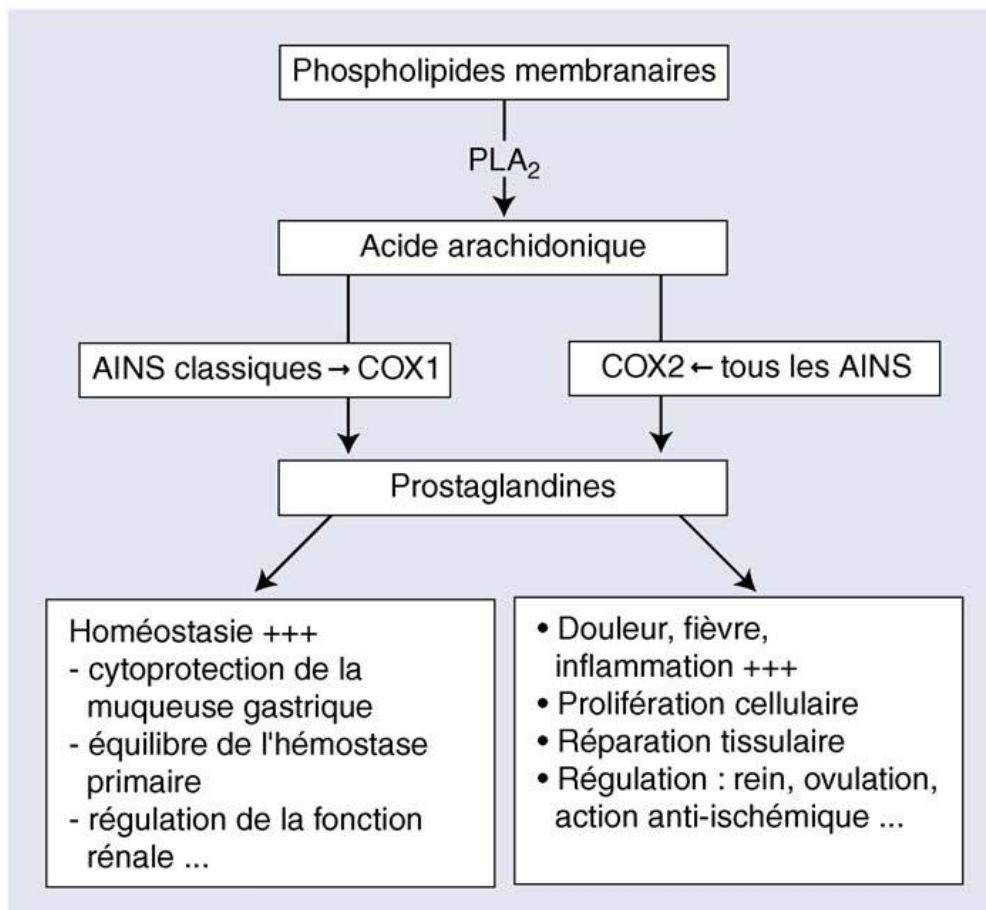 Phospholipides membranaires
PLA₂
Acide arachidonique
AINS classiques → COX1
COX2 ← tous les AINS
Prostaglandines
Homéostasie +++
- cytoprotection de la
muqueuse gastrique
- équilibre de l'hémostase
primaire
- régulation de la fonction
rénale ...
• Douleur, fièvre,
inflammation +++
• Prolifération cellulaire
• Réparation tissulaire
• Régulation : rein, ovulation,
action anti-ischémique ...